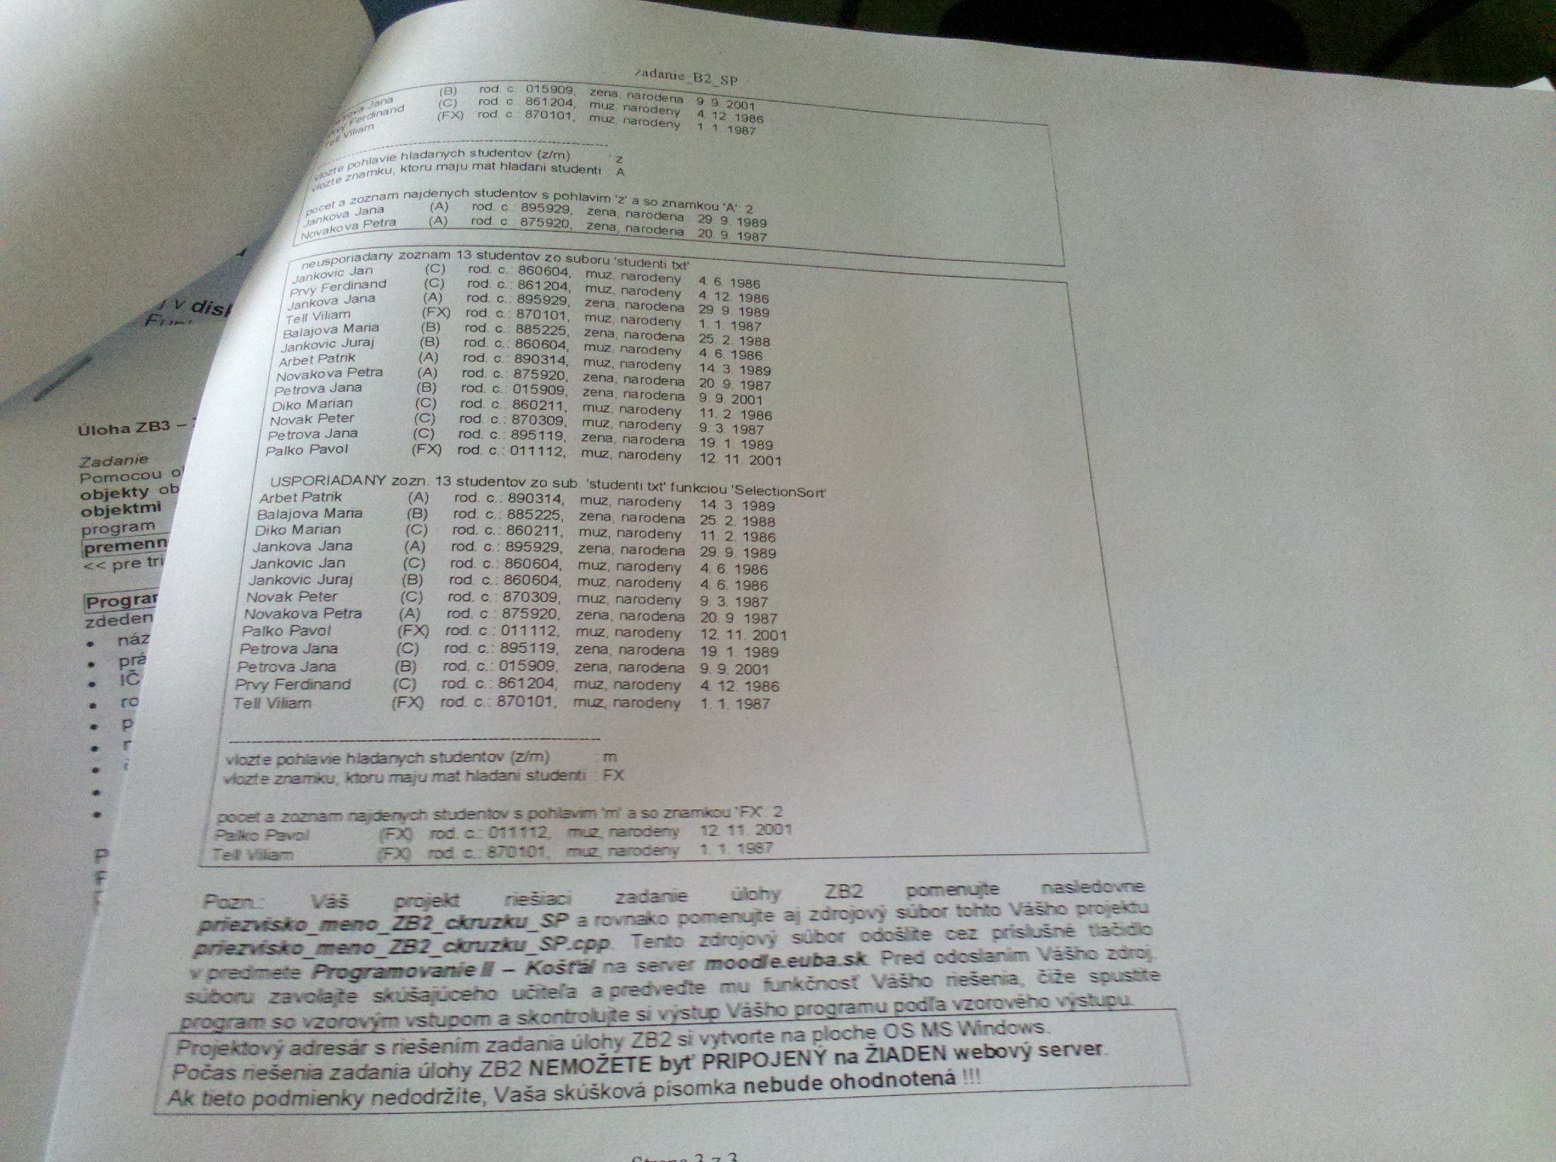 Zadanie_B2_SP
Jana (B) rod. c. 015909, zena, narodena 9 9. 2001
Ferdinand (C) rod. c.: 861204, muz, narodeny 4. 12. 1986
Tell Viliam (FX) rod. c.: 870101, muz, narodeny 1. 1. 1987
vlozte pohlavie hladanych studentov (z/m) : z
vlozte znamku, ktoru maju mat hladani studenti : A
pocet a zoznam najdenych studentov s pohlavim 'z' a so znamkou 'A': 2
Jankova Jana (A) rod. c.: 895929, zena, narodena 29. 9. 1989
Novakova Petra (A) rod. c.: 875920, zena, narodena 20. 9. 1987
neusporiadany zoznam 13 studentov zo suboru 'studenti txt'
Jankovic Jan (C) rod. c.: 860604, muz, narodeny 4. 6. 1986
Prvy Ferdinand (C) rod. c.: 861204, muz, narodeny 4. 12. 1986
Jankova Jana (A) rod. c.: 895929, zena, narodena 29 9. 1989
Tell Viliam (FX) rod. c.: 870101, muz, narodeny 1. 1. 1987
Balajova Maria (B) rod. c.: 885225, zena, narodena 25. 2. 1988
Jankovic Juraj (B) rod. c.: 860604, muz, narodeny 4 6. 1986
Arbet Patrik (A) rod. c.: 890314, muz, narodeny 14. 3. 1989
Novakova Petra (A) rod. c.: 875920, zena, narodena 20. 9. 1987
Petrova Jana (B) rod. c.: 015909, zena, narodena 9. 9. 2001
Diko Marian (C) rod. c.: 860211, muz, narodeny 11. 2. 1986
Novak Peter (C) rod. c.: 870309, muz, narodeny 9. 3. 1987
Petrova Jana (C) rod. c.: 895119, zena, narodena 19. 1. 1989
Palko Pavol (FX) rod. c.: 011112, muz, narodeny 12. 11. 2001
USPORIADANY zozn. 13 studentov zo sub. 'studenti txt' funkciou 'SelectionSort'
Arbet Patrik (A) rod. c.: 890314, muz, narodeny 14. 3. 1989
Balajova Maria (B) rod. c.: 885225, zena, narodena 25. 2. 1988
Diko Marian (C) rod. c.: 860211, muz, narodeny 11. 2. 1986
Jankova Jana (A) rod. c.: 895929, zena, narodena 29. 9. 1989
Jankovic Jan (C) rod. c.: 860604, muz, narodeny 4. 6. 1986
Jankovic Juraj (B) rod. c.: 860604, muz, narodeny 4. 6. 1986
Novak Peter (C) rod. c.: 870309, muz, narodeny 9. 3. 1987
Novakova Petra (A) rod. c.: 875920, zena, narodena 20. 9. 1987
Palko Pavol (FX) rod. c.: 011112, muz, narodeny 12. 11. 2001
Petrova Jana (C) rod. c.: 895119, zena, narodena 19. 1. 1989
Petrova Jana (B) rod. c.: 015909, zena, narodena 9. 9. 2001
Prvy Ferdinand (C) rod. c.: 861204, muz, narodeny 4. 12. 1986
Tell Viliam (FX) rod. c.: 870101, muz, narodeny 1. 1. 1987
vlozte pohlavie hladanych studentov (z/m) : m
vlozte znamku, ktoru maju mat hladani studenti : FX
pocet a zoznam najdenych studentov s pohlavim 'm' a so znamkou 'FX': 2
Palko Pavol (FX) rod. c.: 011112, muz, narodeny 12. 11. 2001
Tell Viliam (FX) rod. c.: 870101, muz, narodeny 1. 1. 1987
Pozn.: Váš projekt riešiaci zadanie úlohy ZB2 pomenujte nasledovne
priezvisko_meno_ZB2_ckruzku_SP a rovnako pomenujte aj zdrojový súbor tohto Vášho projektu
priezvisko_meno_ZB2_ckruzku_SP.cpp. Tento zdrojový súbor odošlite cez príslušné tlačidlo
v predmete Programovanie II – Košťál na server moodle.euba.sk. Pred odoslaním Vášho zdroj.
súboru zavolajte skúšajúceho učiteľa a predveďte mu funkčnosť Vášho riešenia, čiže spustite
program so vzorovým vstupom a skontrolujte si výstup Vášho programu podľa vzorového výstupu.
Projektový adresár s riešením zadania úlohy ZB2 si vytvorte na ploche OS MS Windows.
Počas riešenia zadania úlohy ZB2 NEMOŽETE byť PRIPOJENÝ na ŽIADEN webový server.
Ak tieto podmienky nedodržíte, Vaša skúšková písomka nebude ohodnotená !!!
v disk
Úloha ZB3 –
Zadanie
Pomocou
objekty ob
objektmi
program
premenn
<< pre tri
Program
zdeden
• náz
• prá
• IČ
• ro
• p